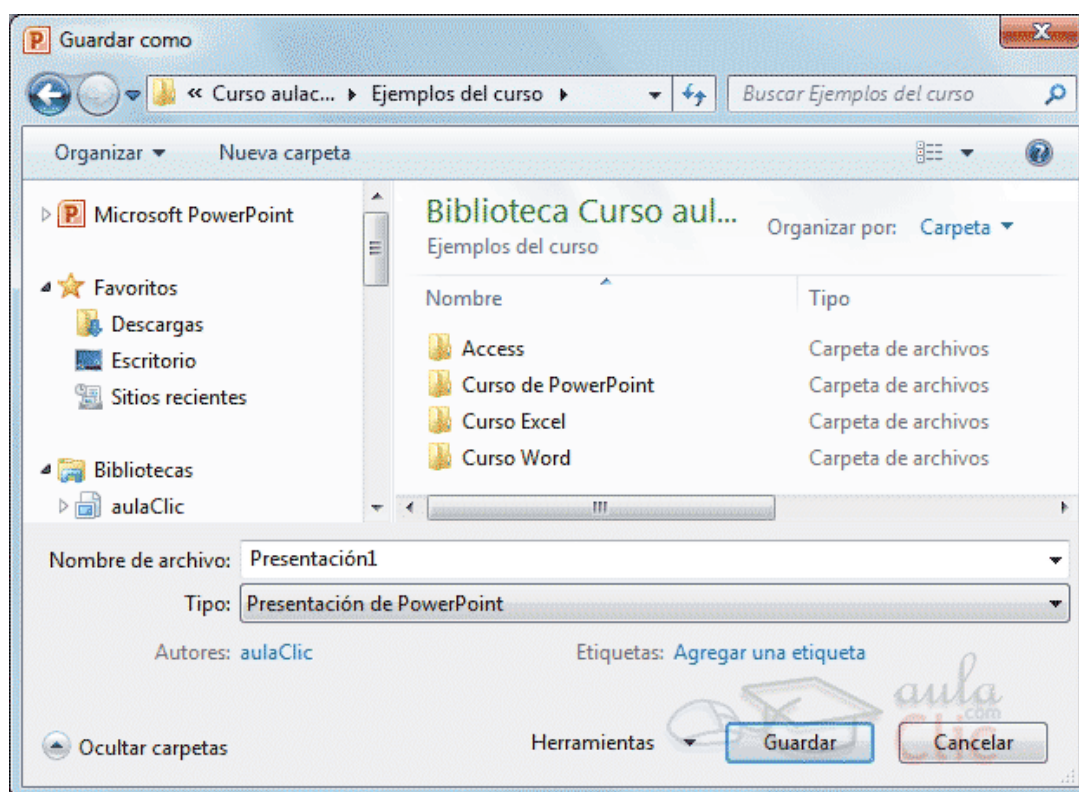 Guardar como
« Curso aulac... Ejemplos del curso
Buscar Ejemplos del curso
Organizar
Nueva carpeta
Microsoft PowerPoint
Favoritos
Descargas
Escritorio
Sitios recientes
Bibliotecas
aulaClic
Biblioteca Curso aul...
Ejemplos del curso
Organizar por: Carpeta
Nombre Tipo
Access Carpeta de archivos
Curso de PowerPoint Carpeta de archivos
Curso Excel Carpeta de archivos
Curso Word Carpeta de archivos
Nombre de archivo: Presentación1
Tipo: Presentación de PowerPoint
Autores: aulaClic
Etiquetas: Agregar una etiqueta
Ocultar carpetas
Herramientas
Guardar
Cancelar
aula
.com
Clic